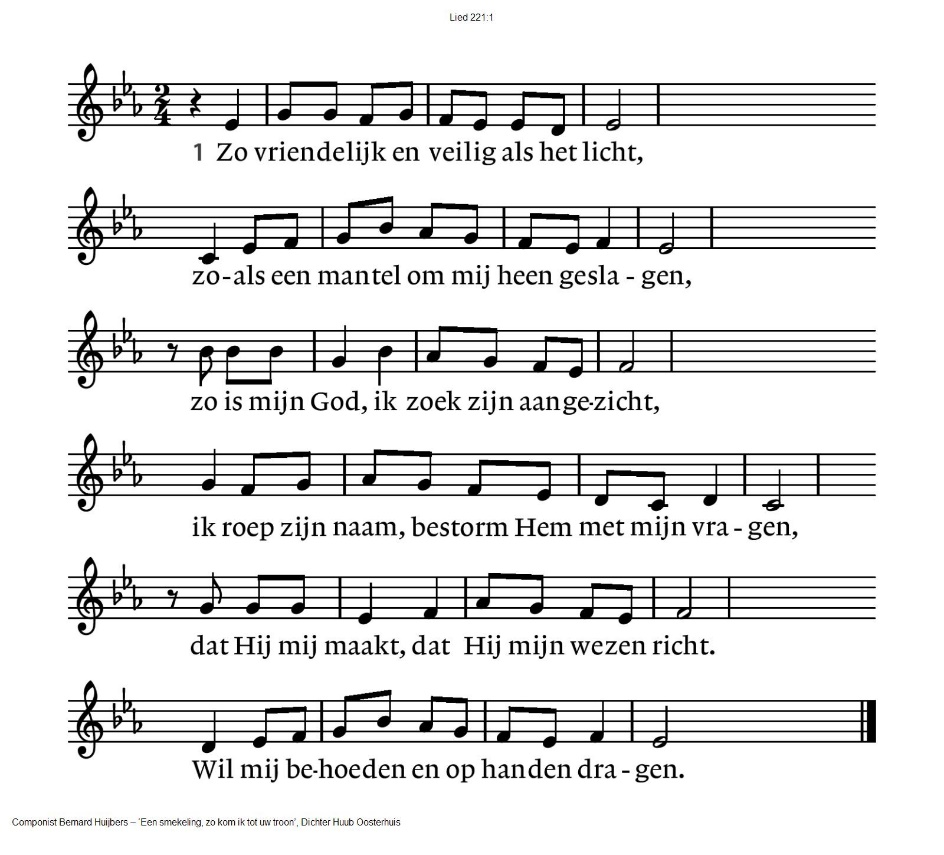 Lied 221:1
1 Zo vriendelijk en veilig als het licht,
zo-als een mantel om mij heen gesla - gen,
zo is mijn God, ik zoek zijn aange-zicht,
ik roep zijn naam, bestorm Hem met mijn vra - gen,
dat Hij mij maakt, dat Hij mijn wezen richt.
Wil mij be-hoeden en op handen dra - gen.
Componist Bernard Huijbers – 'Een smekeling, zo kom ik tot uw troon', Dichter Huub Oosterhuis